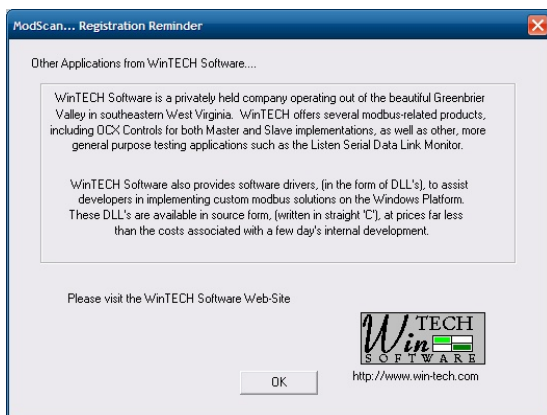 ModScan... Registration Reminder
Other Applications from WinTECH Software....
WinTECH Software is a privately held company operating out of the beautiful Greenbrier
Valley in southeastern West Virginia. WinTECH offers several modbus-related products,
including OCX Controls for both Master and Slave implementations, as well as other, more
general purpose testing applications such as the Listen Serial Data Link Monitor.
WinTECH Software also provides software drivers, (in the form of DLL's), to assist
developers in implementing custom modbus solutions on the Windows Platform.
These DLL's are available in source form, (written in straight 'C'), at prices far less
than the costs associated with a few day's internal development.
Please visit the WinTECH Software Web-Site
Win TECH
SOFTWARE
http://www.win-tech.com
OK